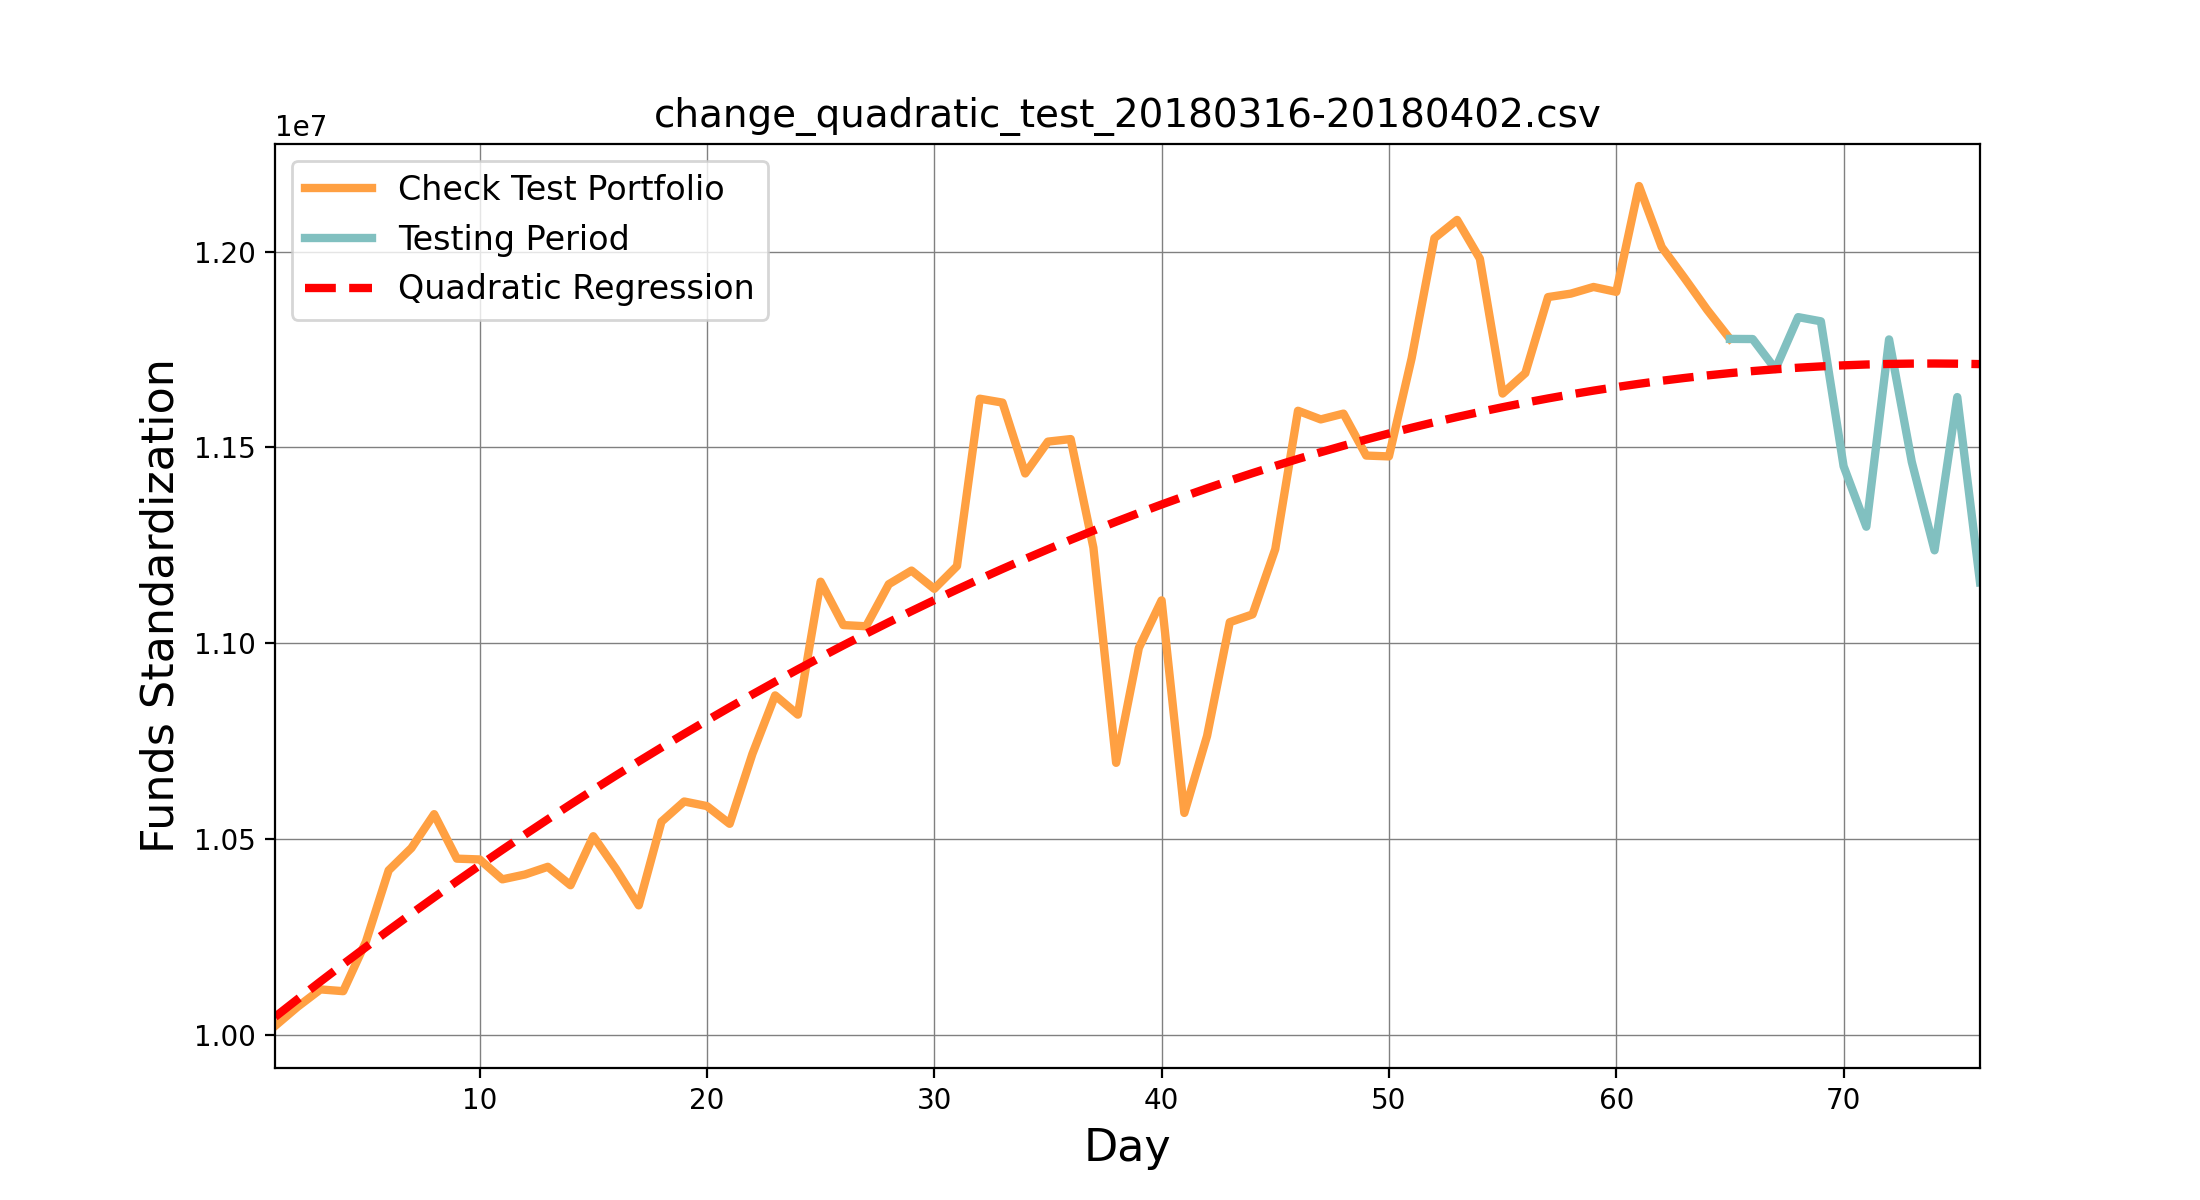 change_quadratic_test_20180316-20180402.csv
1e7
Check Test Portfolio
Testing Period
Quadratic Regression
1.20
1.15
1.10
1.05
1.00
Funds Standardization
10 20 30 40 50 60 70
Day